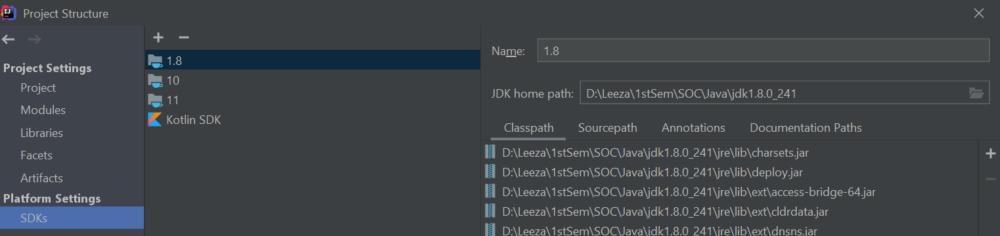 Project Structure
Project Settings
Project
Modules
Libraries
Facets
Artifacts
Platform Settings
SDKs
1.8
10
11
Kotlin SDK
Name: 1.8
JDK home path: D:\Leeza\1stSem\SOC\Java\jdk1.8.0_241
Classpath Sourcepath Annotations Documentation Paths
D:\Leeza\1stSem\SOC\Java\jdk1.8.0_241\jre\lib\charsets.jar
D:\Leeza\1stSem\SOC\Java\jdk1.8.0_241\jre\lib\deploy.jar
D:\Leeza\1stSem\SOC\Java\jdk1.8.0_241\jre\lib\ext\access-bridge-64.jar
D:\Leeza\1stSem\SOC\Java\jdk1.8.0_241\jre\lib\ext\cldrdata.jar
D:\Leeza\1stSem\SOC\Java\jdk1.8.0_241\jre\lib\ext\dnsns.jar